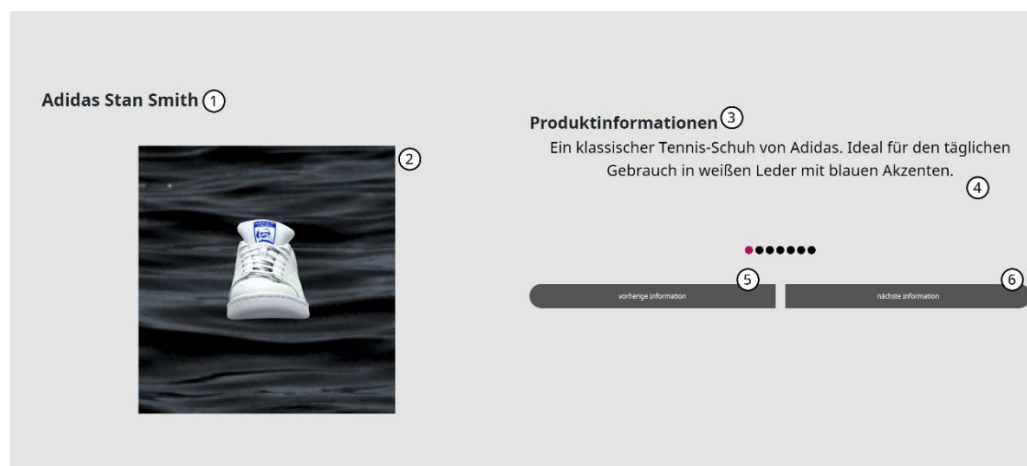 Adidas Stan Smith 1
2
Produktinformationen 3
Ein klassischer Tennis-Schuh von Adidas. Ideal für den täglichen
Gebrauch in weißen Leder mit blauen Akzenten.
4
5
6
vorherige Information
nächste Information